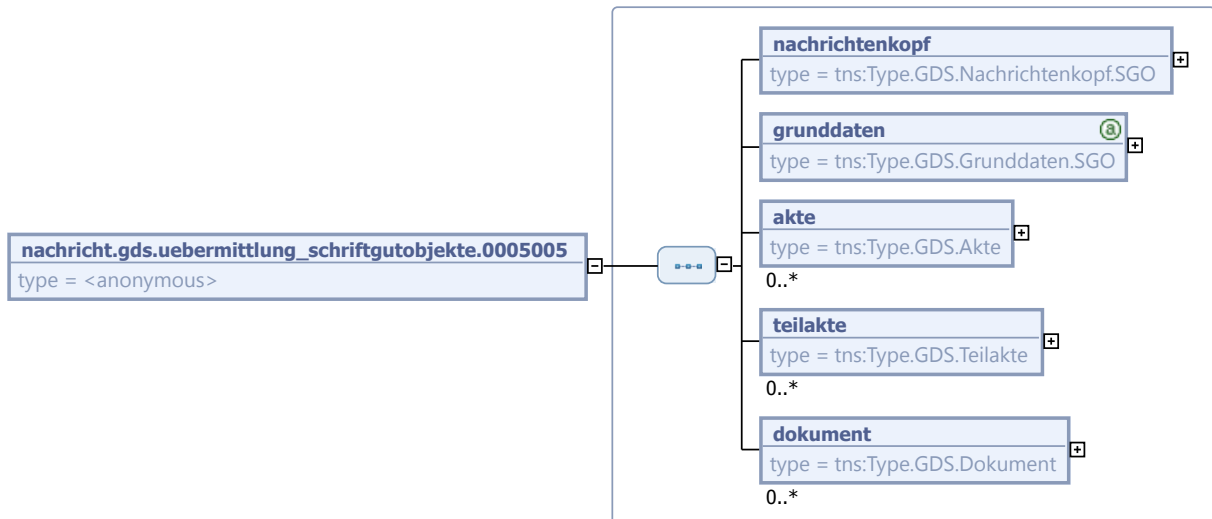 nachrichtenkopf
type = tns:Type.GDS.Nachrichtenkopf.SGO
grunddaten
a
type = tns:Type.GDS.Grunddaten.SGO
akte
type = tns:Type.GDS.Akte
0..*
nachricht.gds.uebermittlung_schriftgutobjekte.0005005
type = <anonymous>
teilakte
type = tns:Type.GDS.Teilakte
0..*
dokument
type = tns:Type.GDS.Dokument
0..*